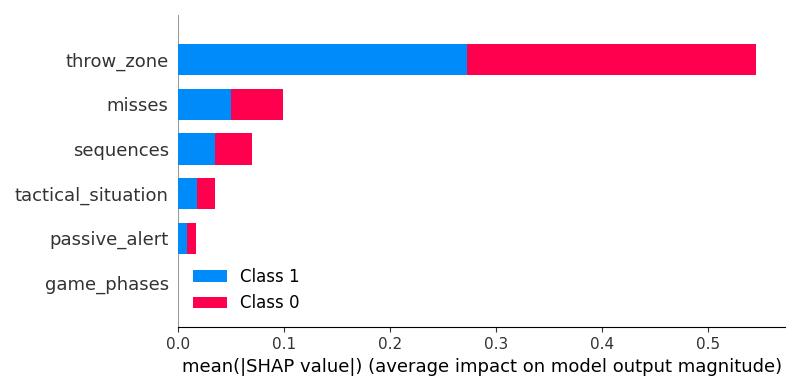 throw_zone
misses
sequences
tactical_situation
passive_alert
game_phases
Class 1
Class 0
0.0 0.1 0.2 0.3 0.4 0.5
mean(|SHAP value|) (average impact on model output magnitude)